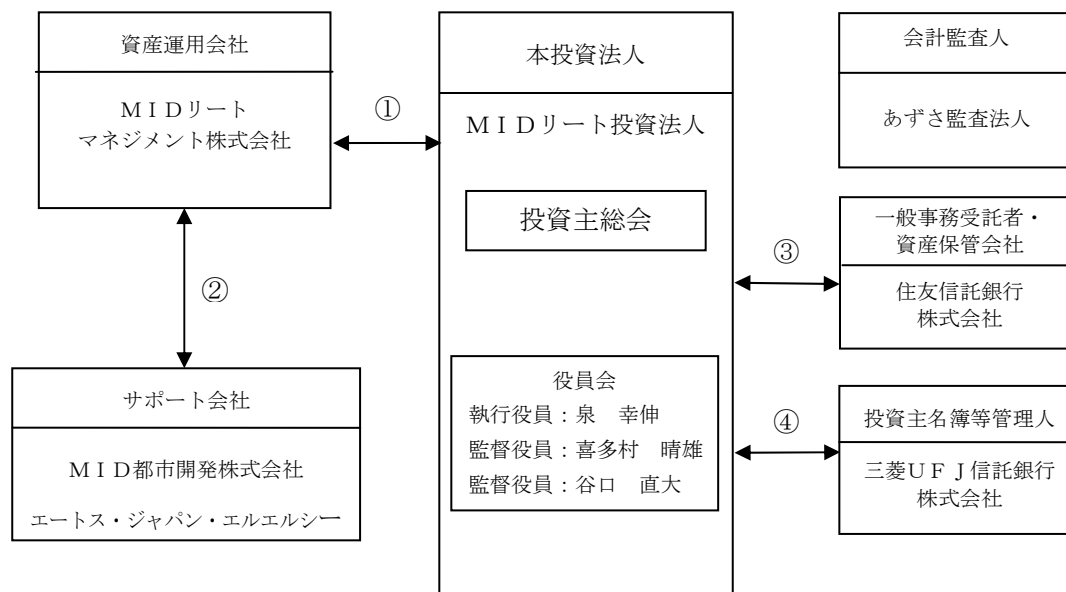 資産運用会社
ＭＩＤリート
マネジメント株式会社
①
②
サポート会社
ＭＩＤ都市開発株式会社
エートス・ジャパン・エルエルシー
本投資法人
ＭＩＤリート投資法人
投資主総会
役員会
執行役員：泉　幸伸
監督役員：喜多村　晴雄
監督役員：谷口　直大
会計監査人
あずさ監査法人
③
一般事務受託者・
資産保管会社
住友信託銀行
株式会社
④
投資主名簿等管理人
三菱ＵＦＪ信託銀行
株式会社